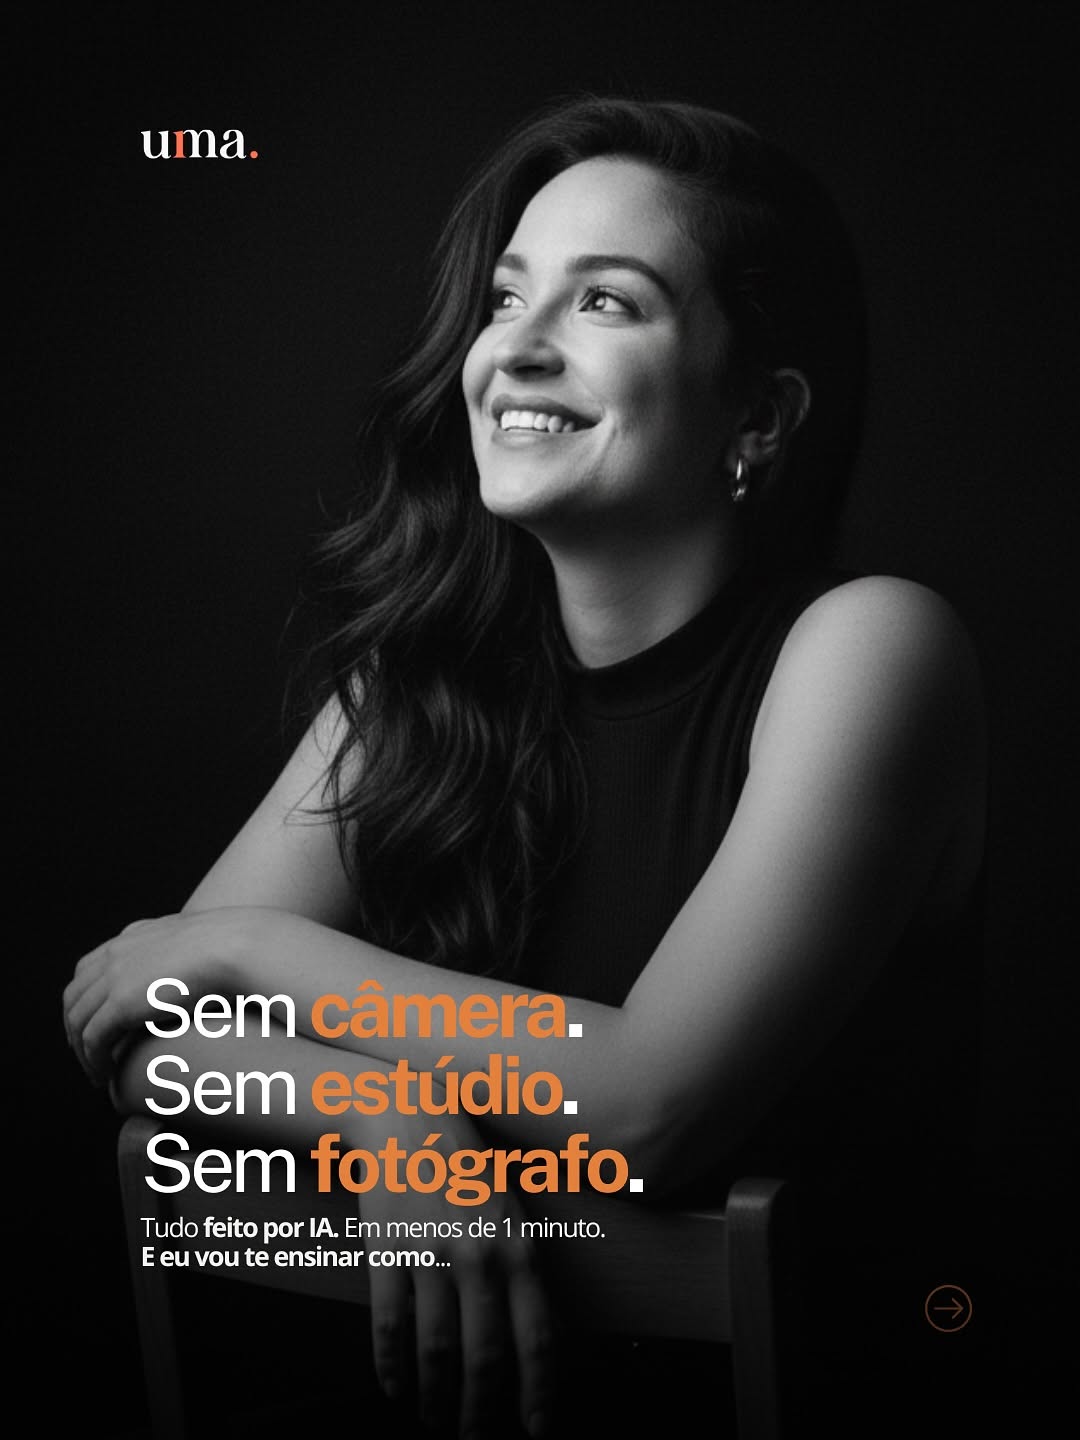 uma.
Sem câmera.
Sem estúdio.
Sem fotógrafo.
Tudo feito por IA. Em menos de 1 minuto.
E eu vou te ensinar como...